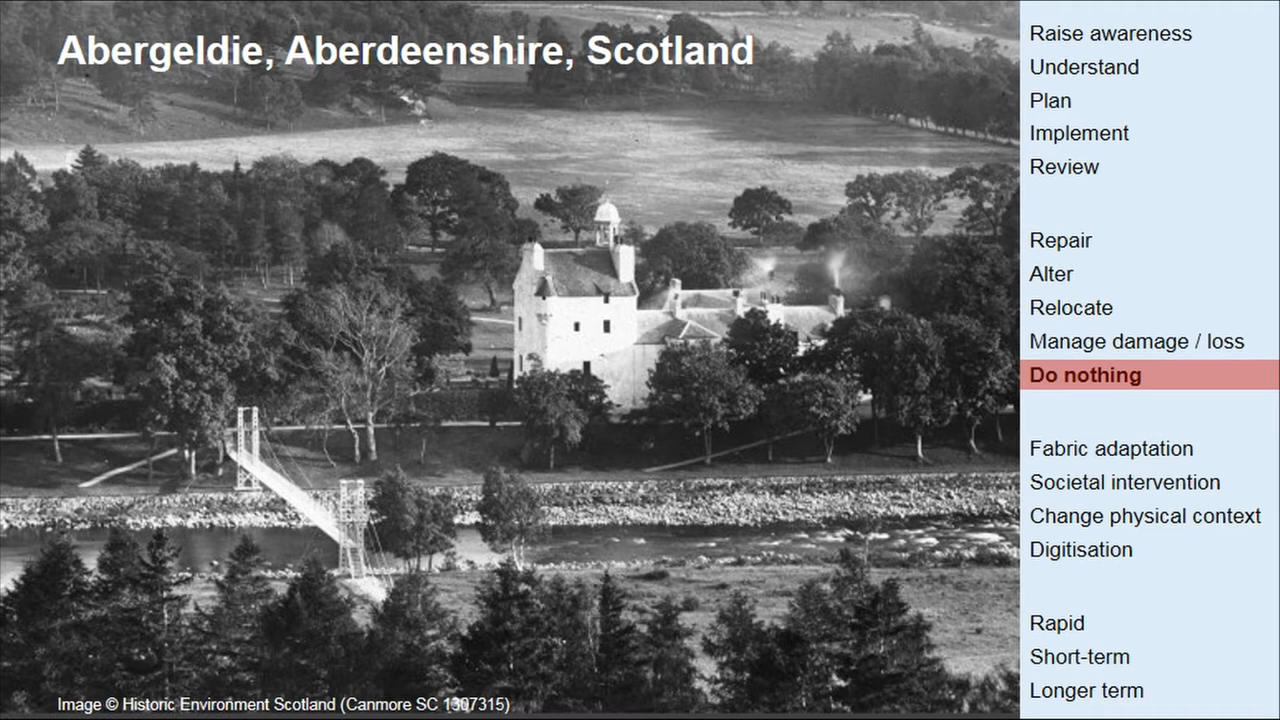 Abergeldie, Aberdeenshire, Scotland
Raise awareness
Understand
Plan
Implement
Review
Repair
Alter
Relocate
Manage damage / loss
Do nothing
Fabric adaptation
Societal intervention
Change physical context
Digitisation
Rapid
Short-term
Longer term
Image © Historic Environment Scotland (Canmore SC 1307315)